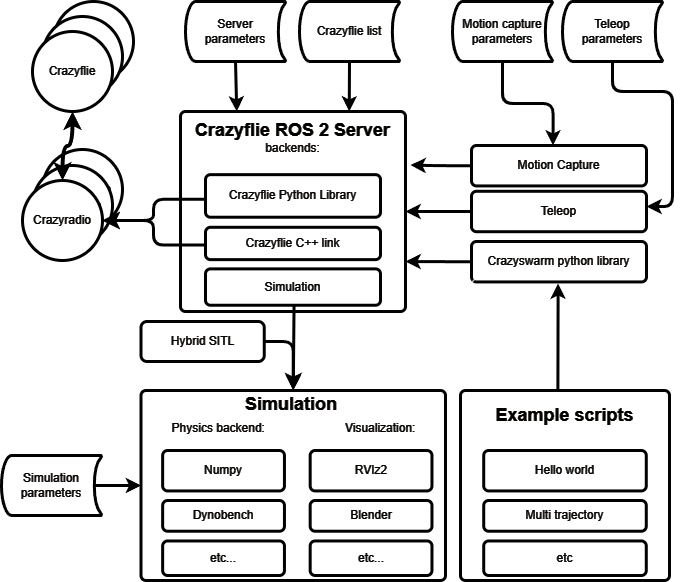 Server
parameters
Crazyflie list
Motion capture
parameters
Teleop
parameters
Crazyflie
Crazyflie ROS 2 Server
backends:
Crazyflie Python Library
Crazyflie C++ link
Simulation
Crazyradio
Motion Capture
Teleop
Crazyswarm python library
Hybrid SITL
Simulation
Physics backend:
Visualization:
Numpy
RVIz2
Dynobench
Blender
etc...
etc...
Simulation
parameters
Example scripts
Hello world
Multi trajectory
etc